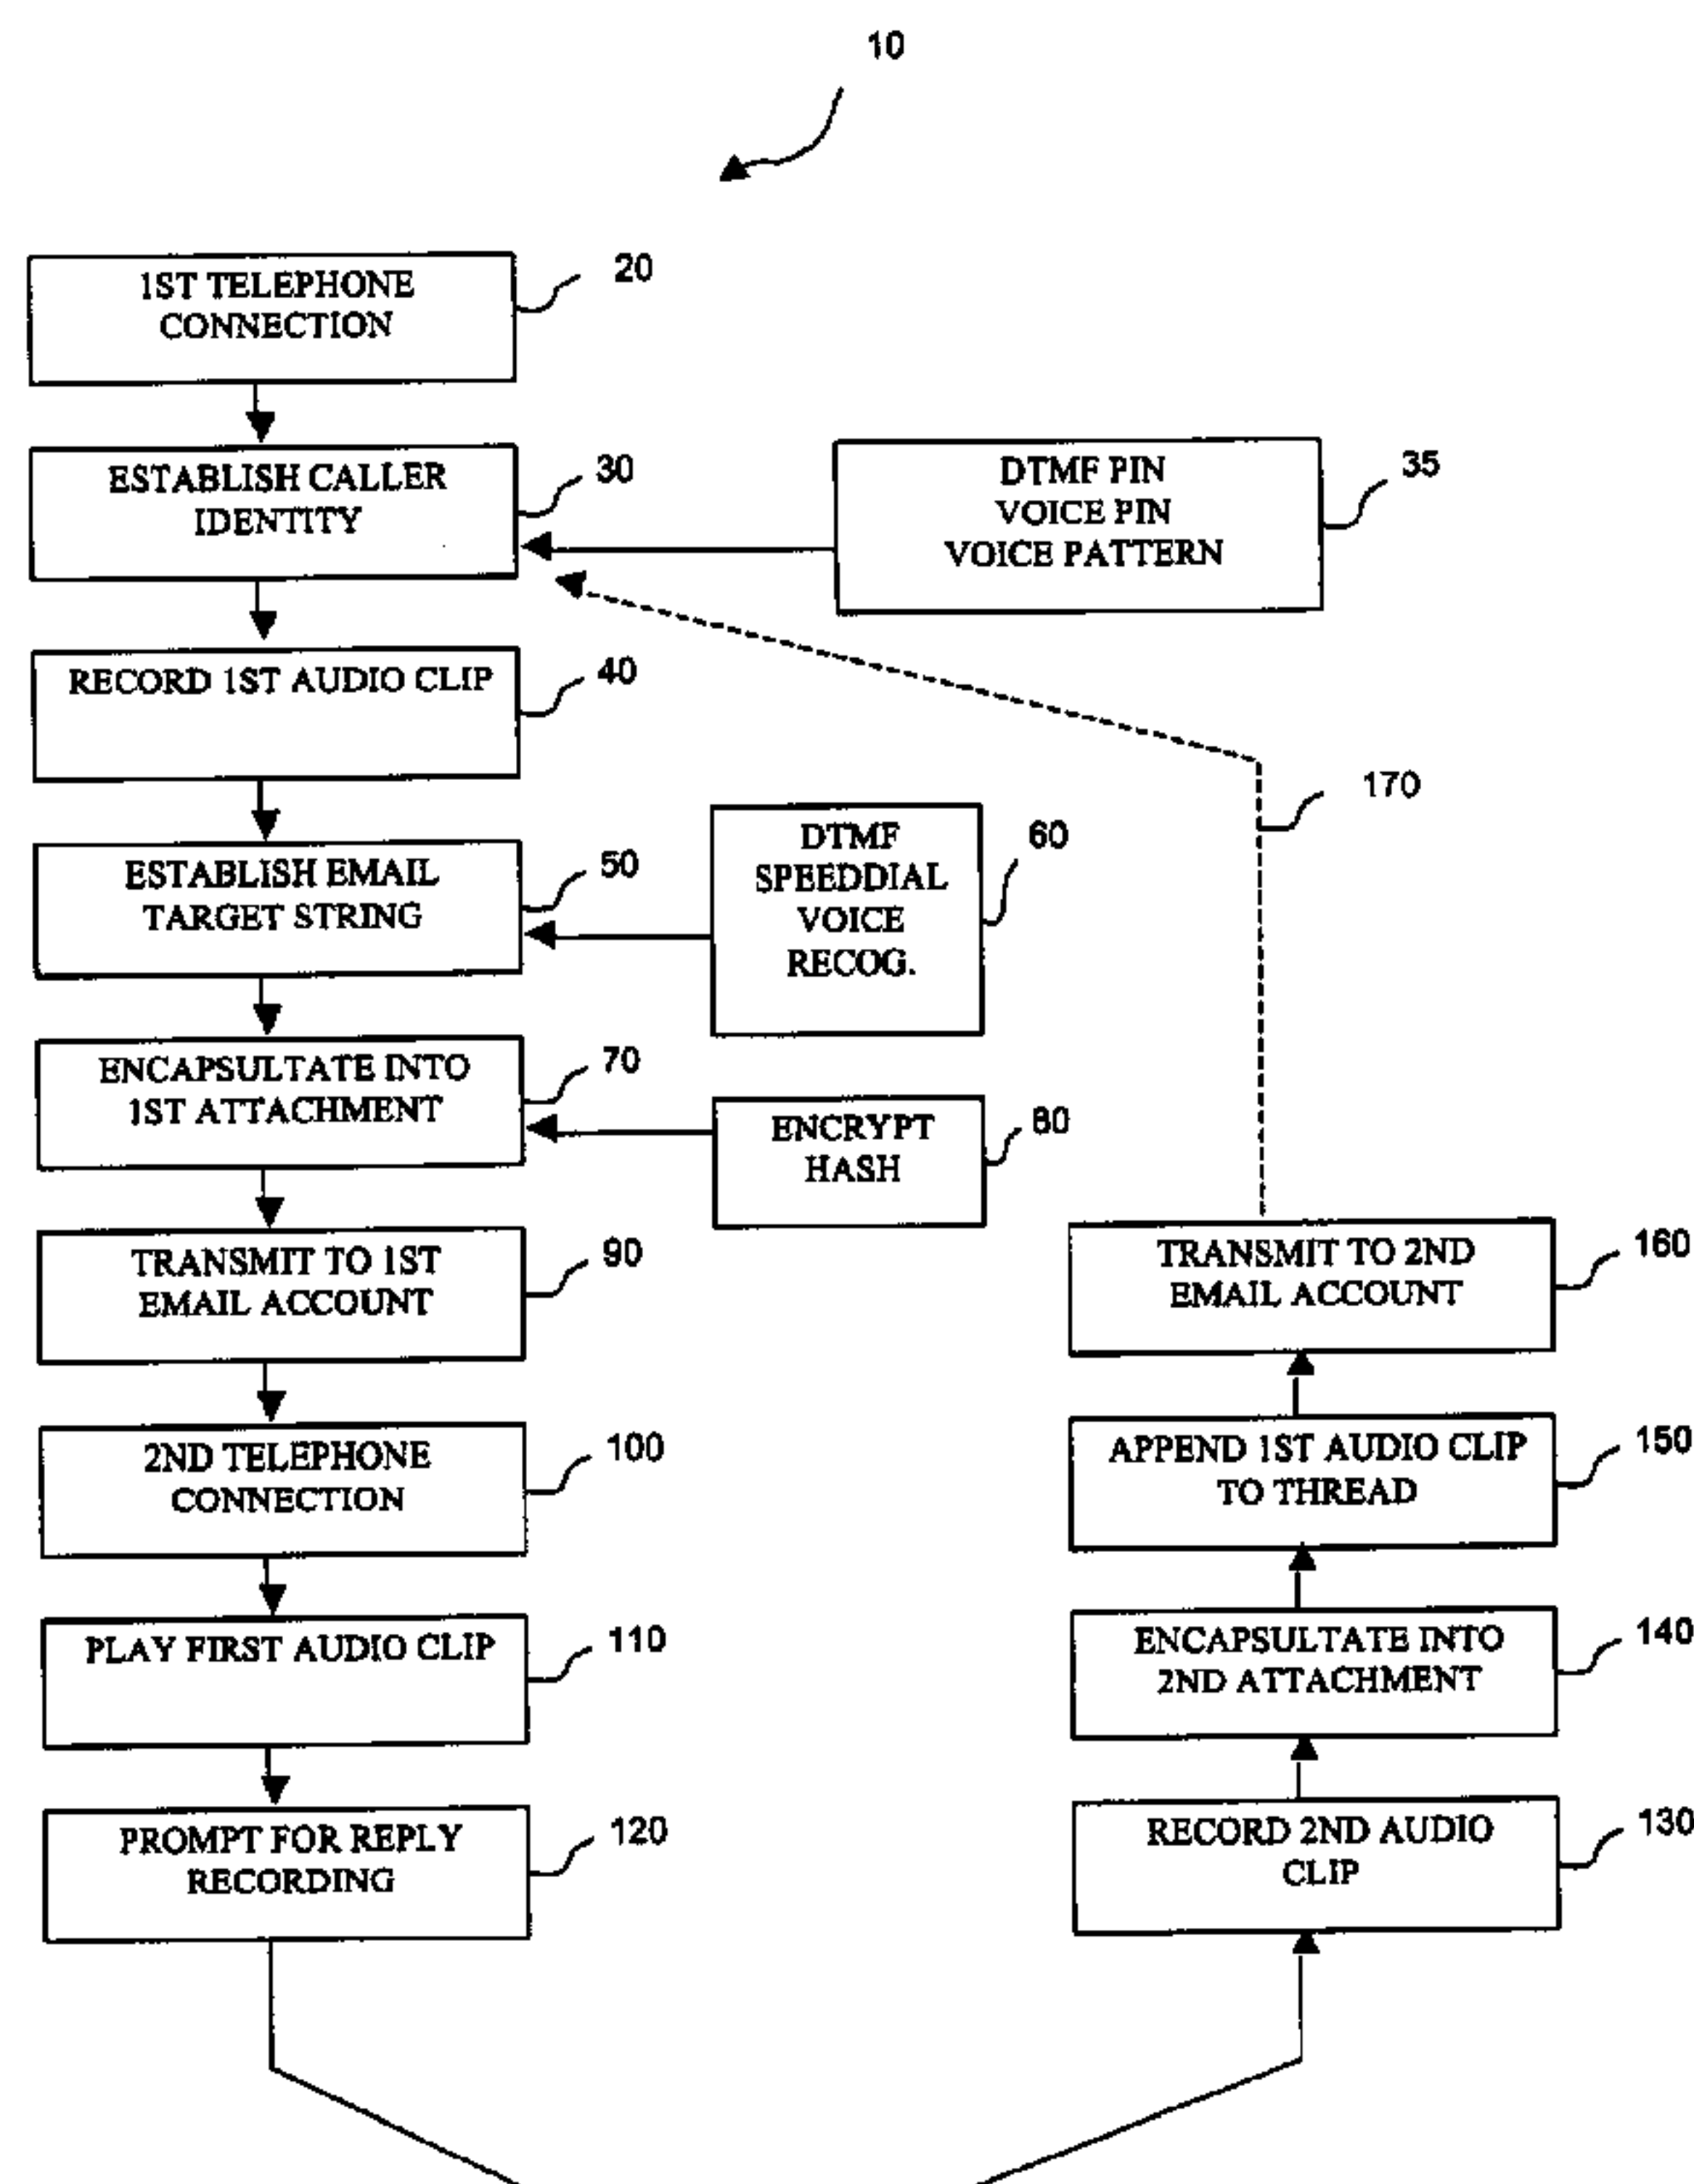 10
1ST TELEPHONE
CONNECTION
20
ESTABLISH CALLER
IDENTITY
30
DTMF PIN
VOICE PIN
VOICE PATTERN
35
RECORD 1ST AUDIO CLIP
40
170
ESTABLISH EMAIL
TARGET STRING
50
DTMF
SPEEDDIAL
VOICE
RECOG.
60
ENCAPSULTATE INTO
1ST ATTACHMENT
70
ENCRYPT
HASH
80
TRANSMIT TO 1ST
EMAIL ACCOUNT
90
2ND TELEPHONE
CONNECTION
100
PLAY FIRST AUDIO CLIP
110
PROMPT FOR REPLY
RECORDING
120
TRANSMIT TO 2ND
EMAIL ACCOUNT
160
APPEND 1ST AUDIO CLIP
TO THREAD
150
ENCAPSULTATE INTO
2ND ATTACHMENT
140
RECORD 2ND AUDIO
CLIP
130